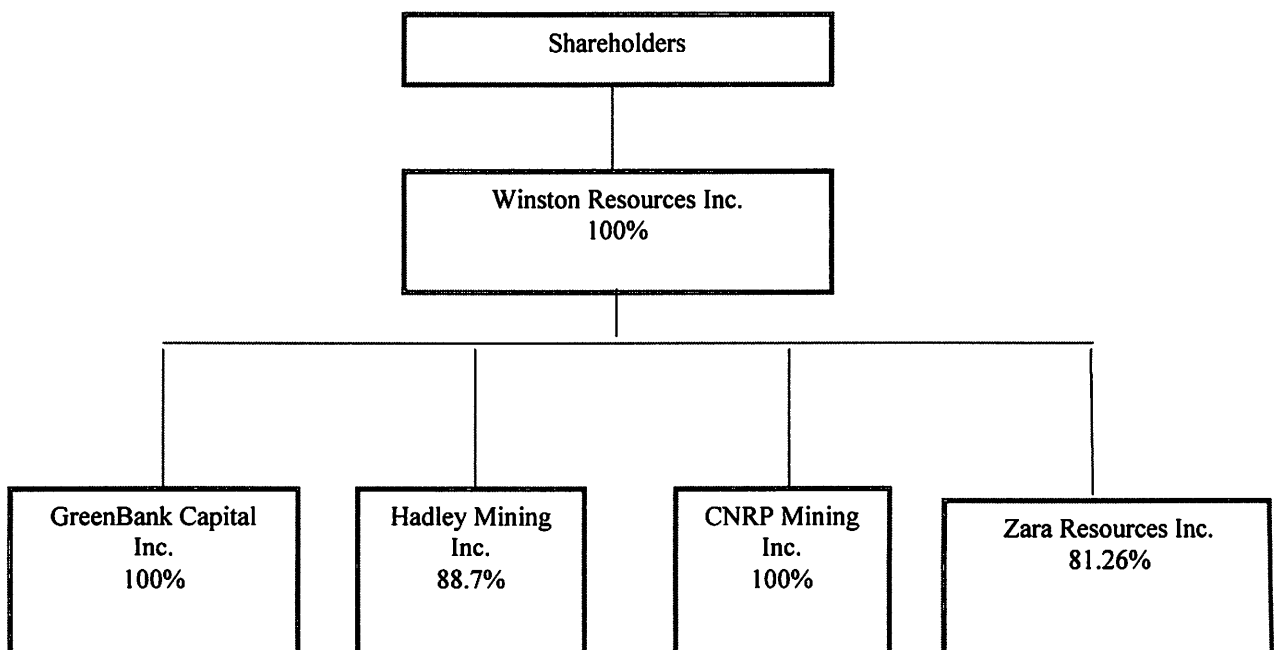 Shareholders
Winston Resources Inc.
100%
GreenBank Capital
Inc.
100%
Hadley Mining
Inc.
88.7%
CNRP Mining
Inc.
100%
Zara Resources Inc.
81.26%